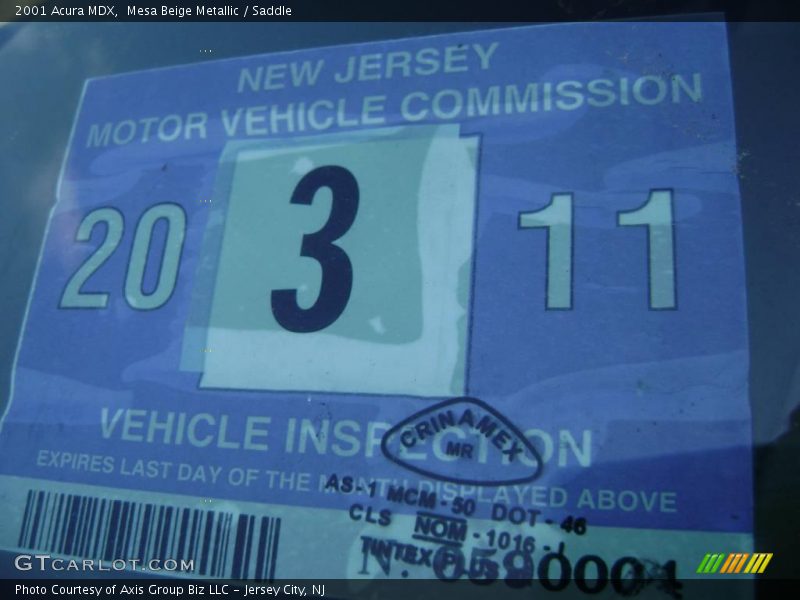 2001 Acura MDX, Mesa Beige Metallic / Saddle
NEW JERSEY
MOTOR VEHICLE COMMISSION
20 3 11
VEHICLE INSPECTION
EXPIRES LAST DAY OF THE MONTH DISPLAYED ABOVE
CRINAMEX
MR
AS-1 MCM-50 DOT-46
CLS NOM-1016-I
TINTEX PLUS
N.
GTCARLOT.COM
Photo Courtesy of Axis Group Biz LLC - Jersey City, NJ